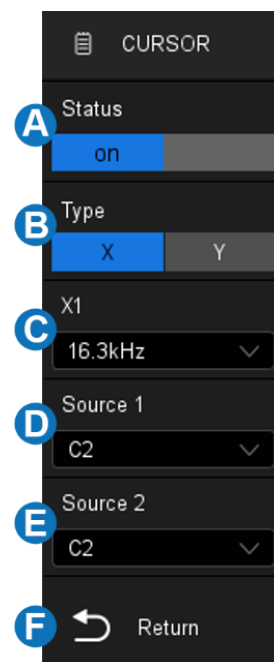 CURSOR
A
Status
on
B
Type
X Y
C
X1
16.3kHz
D
Source 1
C2
E
Source 2
C2
F
Return